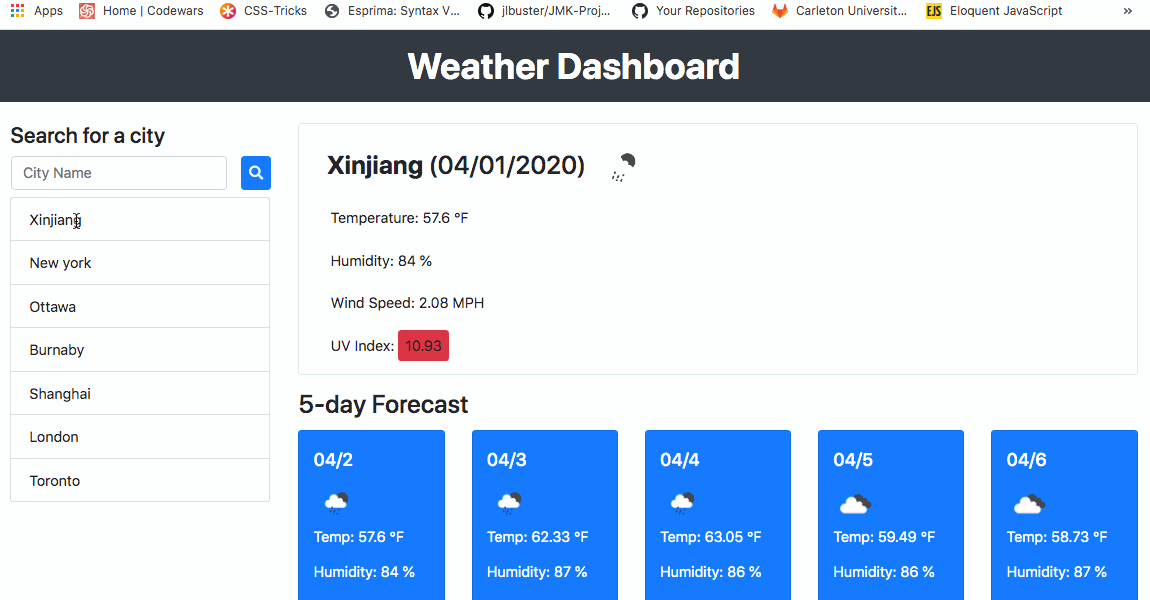 Apps Home | Codewars CSS-Tricks Esprima: Syntax V... jlbuster/JMK-Proj... Your Repositories Carleton Universit... EJS Eloquent JavaScript »
Weather Dashboard
Search for a city
City Name
Xinjiang
New york
Ottawa
Burnaby
Shanghai
London
Toronto
Xinjiang (04/01/2020)
Temperature: 57.6 °F
Humidity: 84 %
Wind Speed: 2.08 MPH
UV Index: 10.93
5-day Forecast
04/2
Temp: 57.6 °F
Humidity: 84 %
04/3
Temp: 62.33 °F
Humidity: 87 %
04/4
Temp: 63.05 °F
Humidity: 86 %
04/5
Temp: 59.49 °F
Humidity: 86 %
04/6
Temp: 58.73 °F
Humidity: 87 %